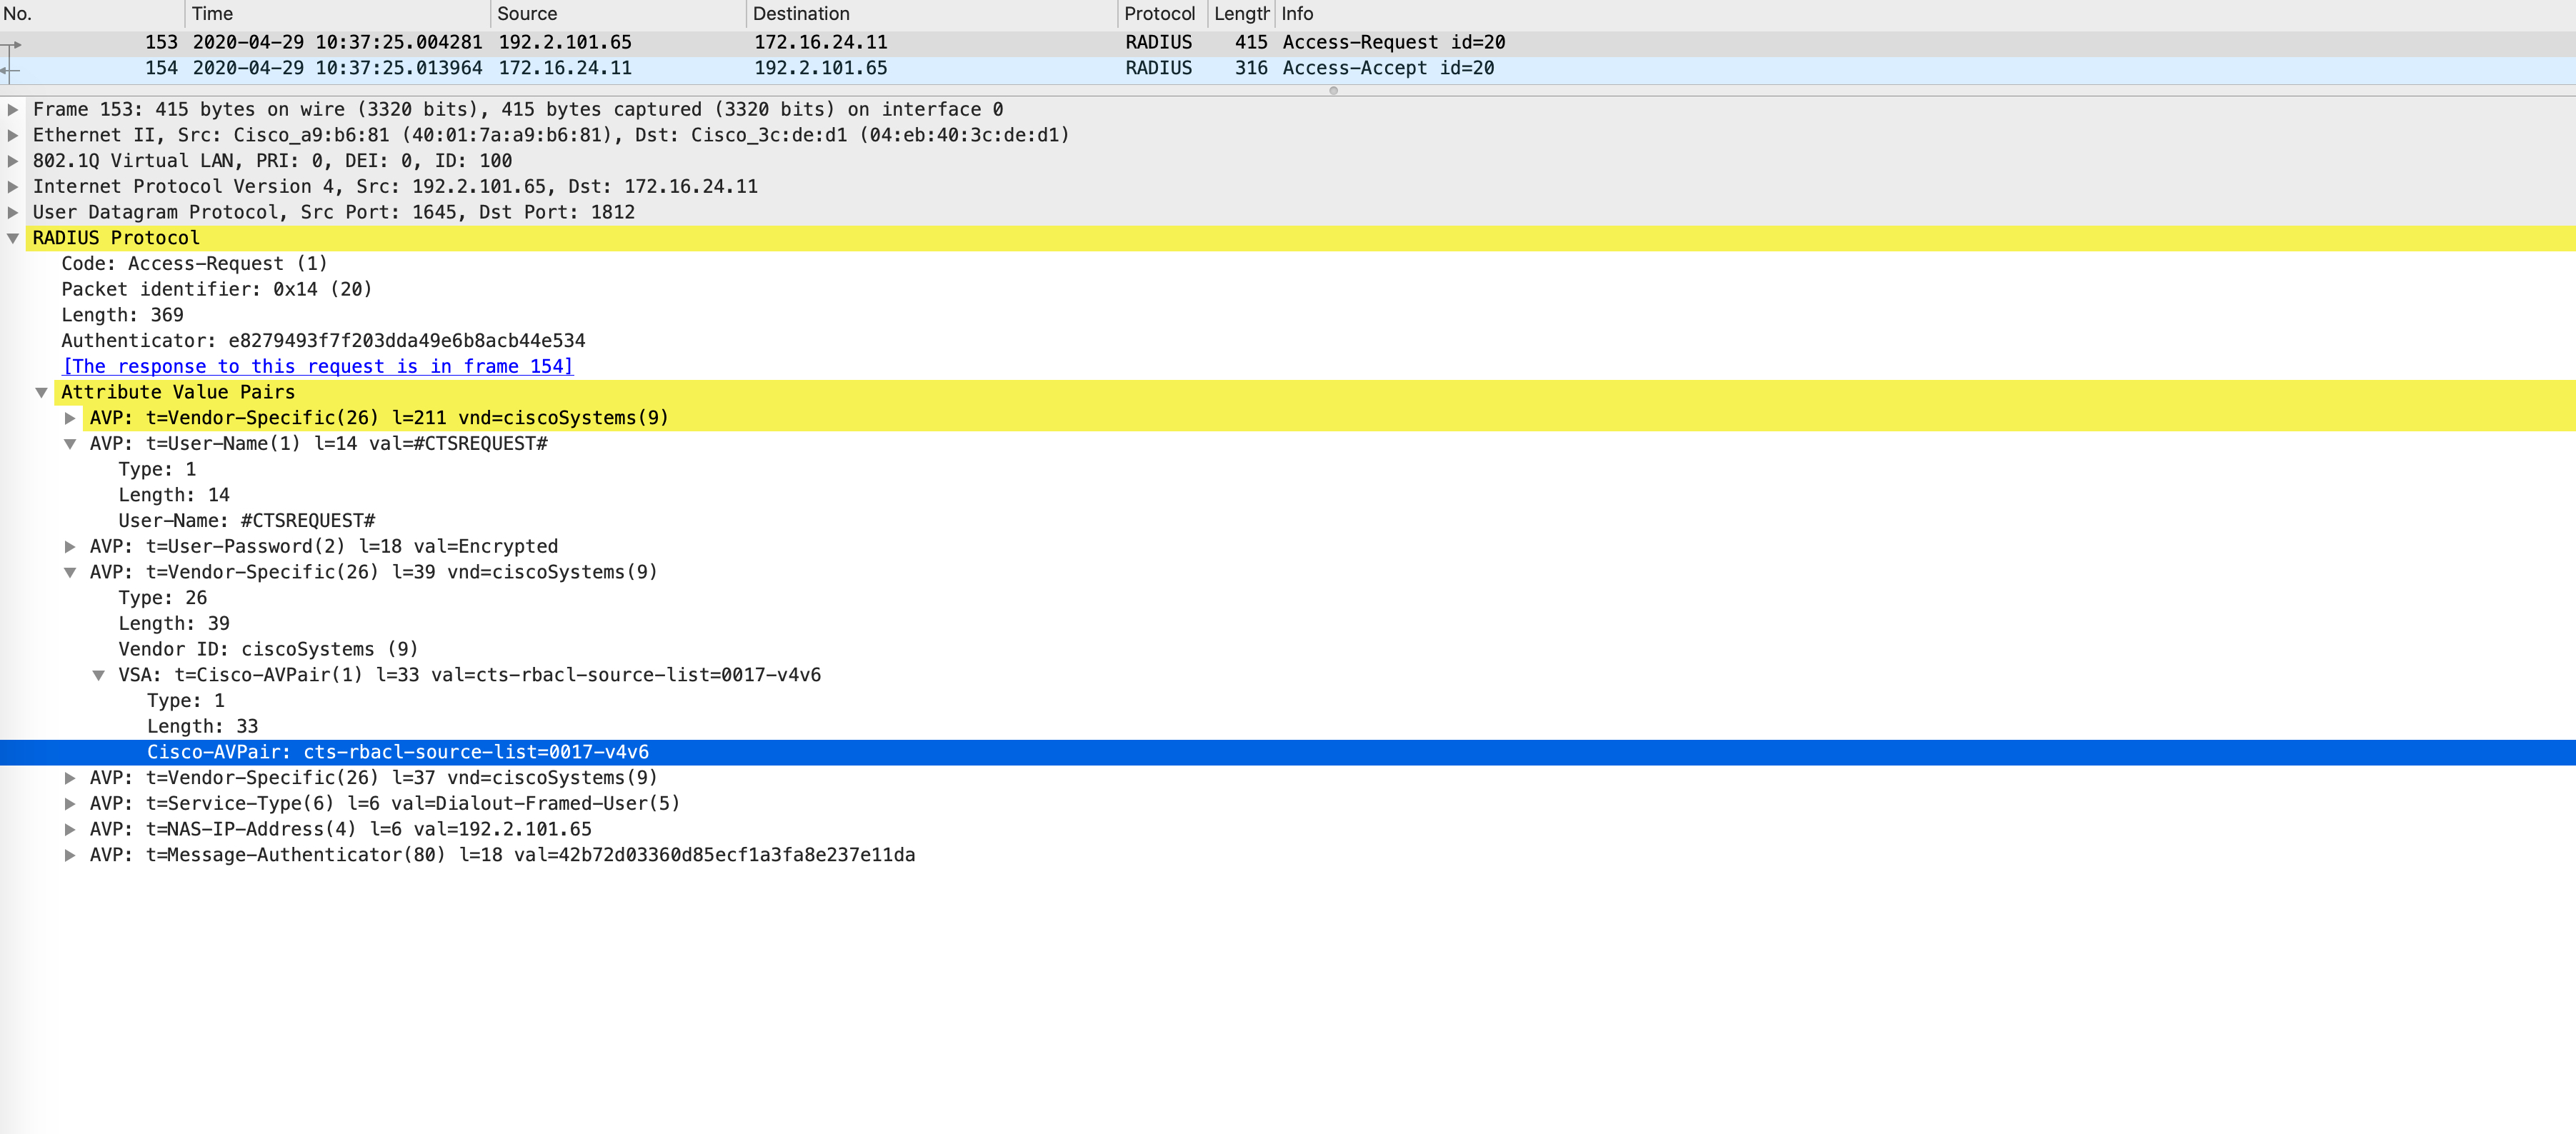 No. Time Source Destination Protocol Length Info
153 2020-04-29 10:37:25.004281 192.2.101.65 172.16.24.11 RADIUS 415 Access-Request id=20
154 2020-04-29 10:37:25.013964 172.16.24.11 192.2.101.65 RADIUS 316 Access-Accept id=20
Frame 153: 415 bytes on wire (3320 bits), 415 bytes captured (3320 bits) on interface 0
Ethernet II, Src: Cisco_a9:b6:81 (40:01:7a:a9:b6:81), Dst: Cisco_3c:de:d1 (04:eb:40:3c:de:d1)
802.1Q Virtual LAN, PRI: 0, DEI: 0, ID: 100
Internet Protocol Version 4, Src: 192.2.101.65, Dst: 172.16.24.11
User Datagram Protocol, Src Port: 1645, Dst Port: 1812
RADIUS Protocol
Code: Access-Request (1)
Packet identifier: 0x14 (20)
Length: 369
Authenticator: e8279493f7f203dda49e6b8acb44e534
[The response to this request is in frame 154]
Attribute Value Pairs
AVP: t=Vendor-Specific(26) l=211 vnd=ciscoSystems(9)
AVP: t=User-Name(1) l=14 val=#CTSREQUEST#
Type: 1
Length: 14
User-Name: #CTSREQUEST#
AVP: t=User-Password(2) l=18 val=Encrypted
AVP: t=Vendor-Specific(26) l=39 vnd=ciscoSystems(9)
Type: 26
Length: 39
Vendor ID: ciscoSystems (9)
VSA: t=Cisco-AVPair(1) l=33 val=cts-rbacl-source-list=0017-v4v6
Type: 1
Length: 33
Cisco-AVPair: cts-rbacl-source-list=0017-v4v6
AVP: t=Vendor-Specific(26) l=37 vnd=ciscoSystems(9)
AVP: t=Service-Type(6) l=6 val=Dialout-Framed-User(5)
AVP: t=NAS-IP-Address(4) l=6 val=192.2.101.65
AVP: t=Message-Authenticator(80) l=18 val=42b72d03360d85ecf1a3fa8e237e11da